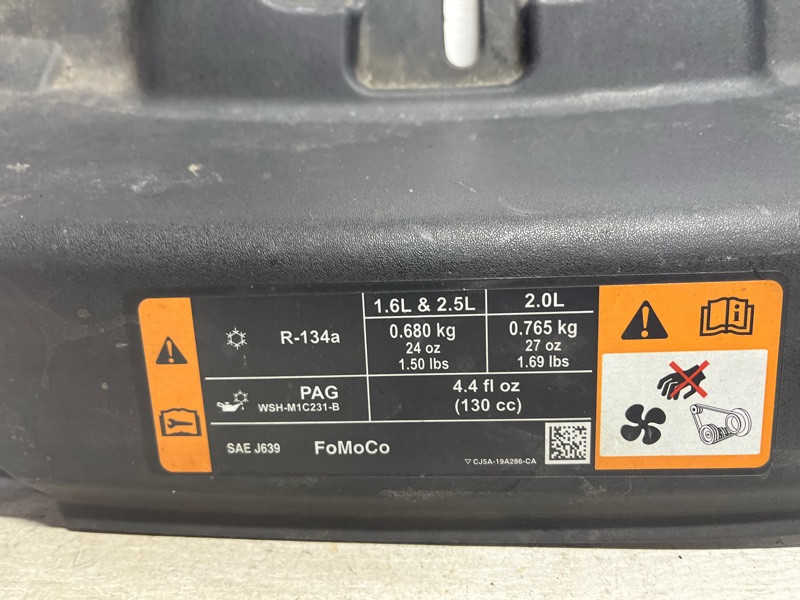 1.6L & 2.5L 2.0L
R-134a 0.680 kg 0.765 kg
24 oz 27 oz
1.50 lbs 1.69 lbs
PAG 4.4 fl oz
WSH-M1C231-B (130 cc)
SAE J639 FoMoCo CJ5A-19A286-CA